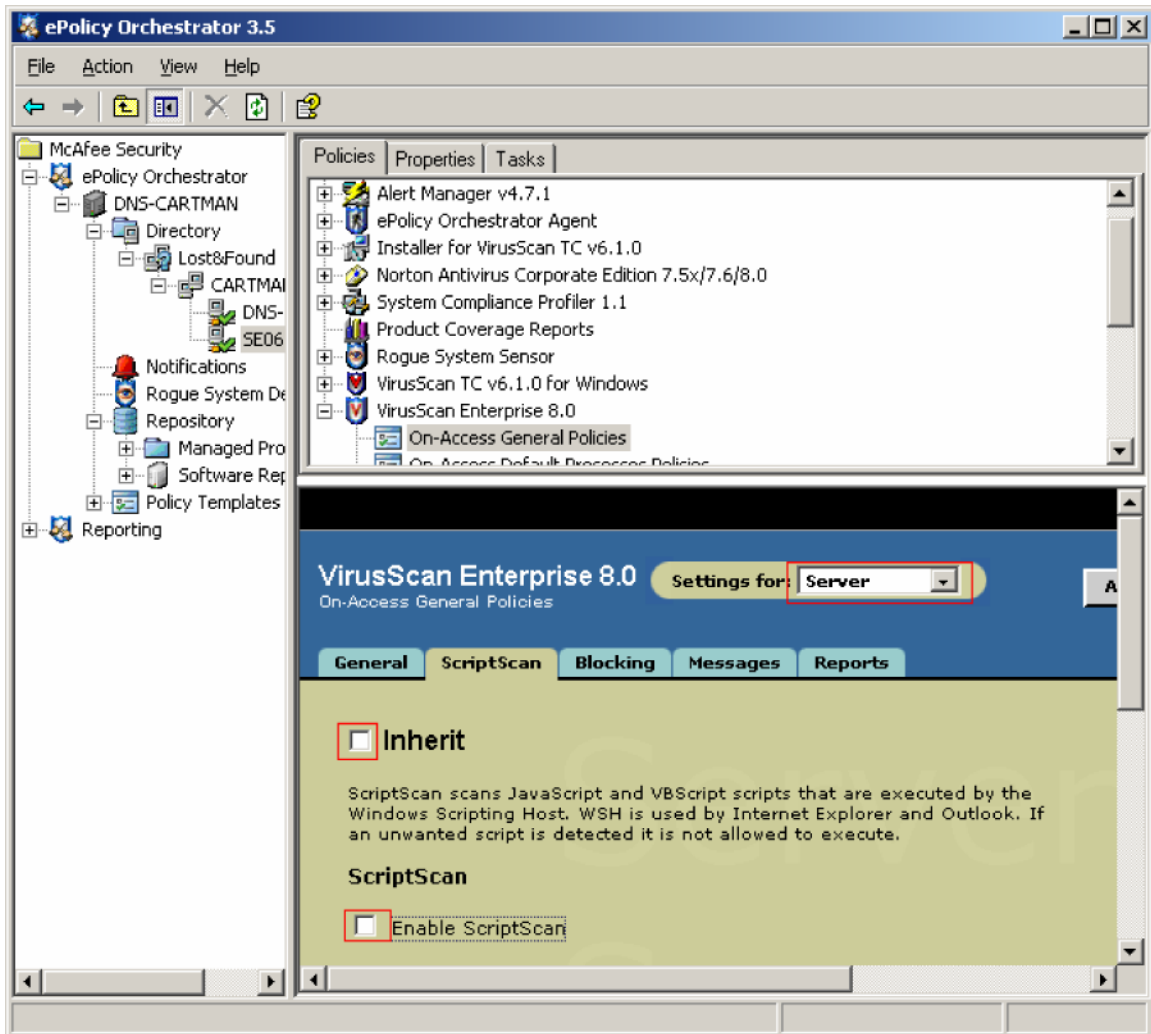 ePolicy Orchestrator 3.5
File Action View Help
McAfee Security
ePolicy Orchestrator
DNS-CARTMAN
Directory
Lost&Found
CARTMAI
DNS-
SE06
Notifications
Rogue System De
Repository
Managed Pro
Software Rep
Policy Templates
Reporting
Policies Properties Tasks
Alert Manager v4.7.1
ePolicy Orchestrator Agent
Installer for VirusScan TC v6.1.0
Norton Antivirus Corporate Edition 7.5x/7.6/8.0
System Compliance Profiler 1.1
Product Coverage Reports
Rogue System Sensor
VirusScan TC v6.1.0 for Windows
VirusScan Enterprise 8.0
On-Access General Policies
On-Access Default Processes Policies
VirusScan Enterprise 8.0
Settings for: Server
A
On-Access General Policies
General ScriptScan Blocking Messages Reports
Inherit
Server
ScriptScan scans JavaScript and VBScript scripts that are executed by the
Windows Scripting Host. WSH is used by Internet Explorer and Outlook. If
an unwanted script is detected it is not allowed to execute.
ScriptScan
Enable ScriptScan